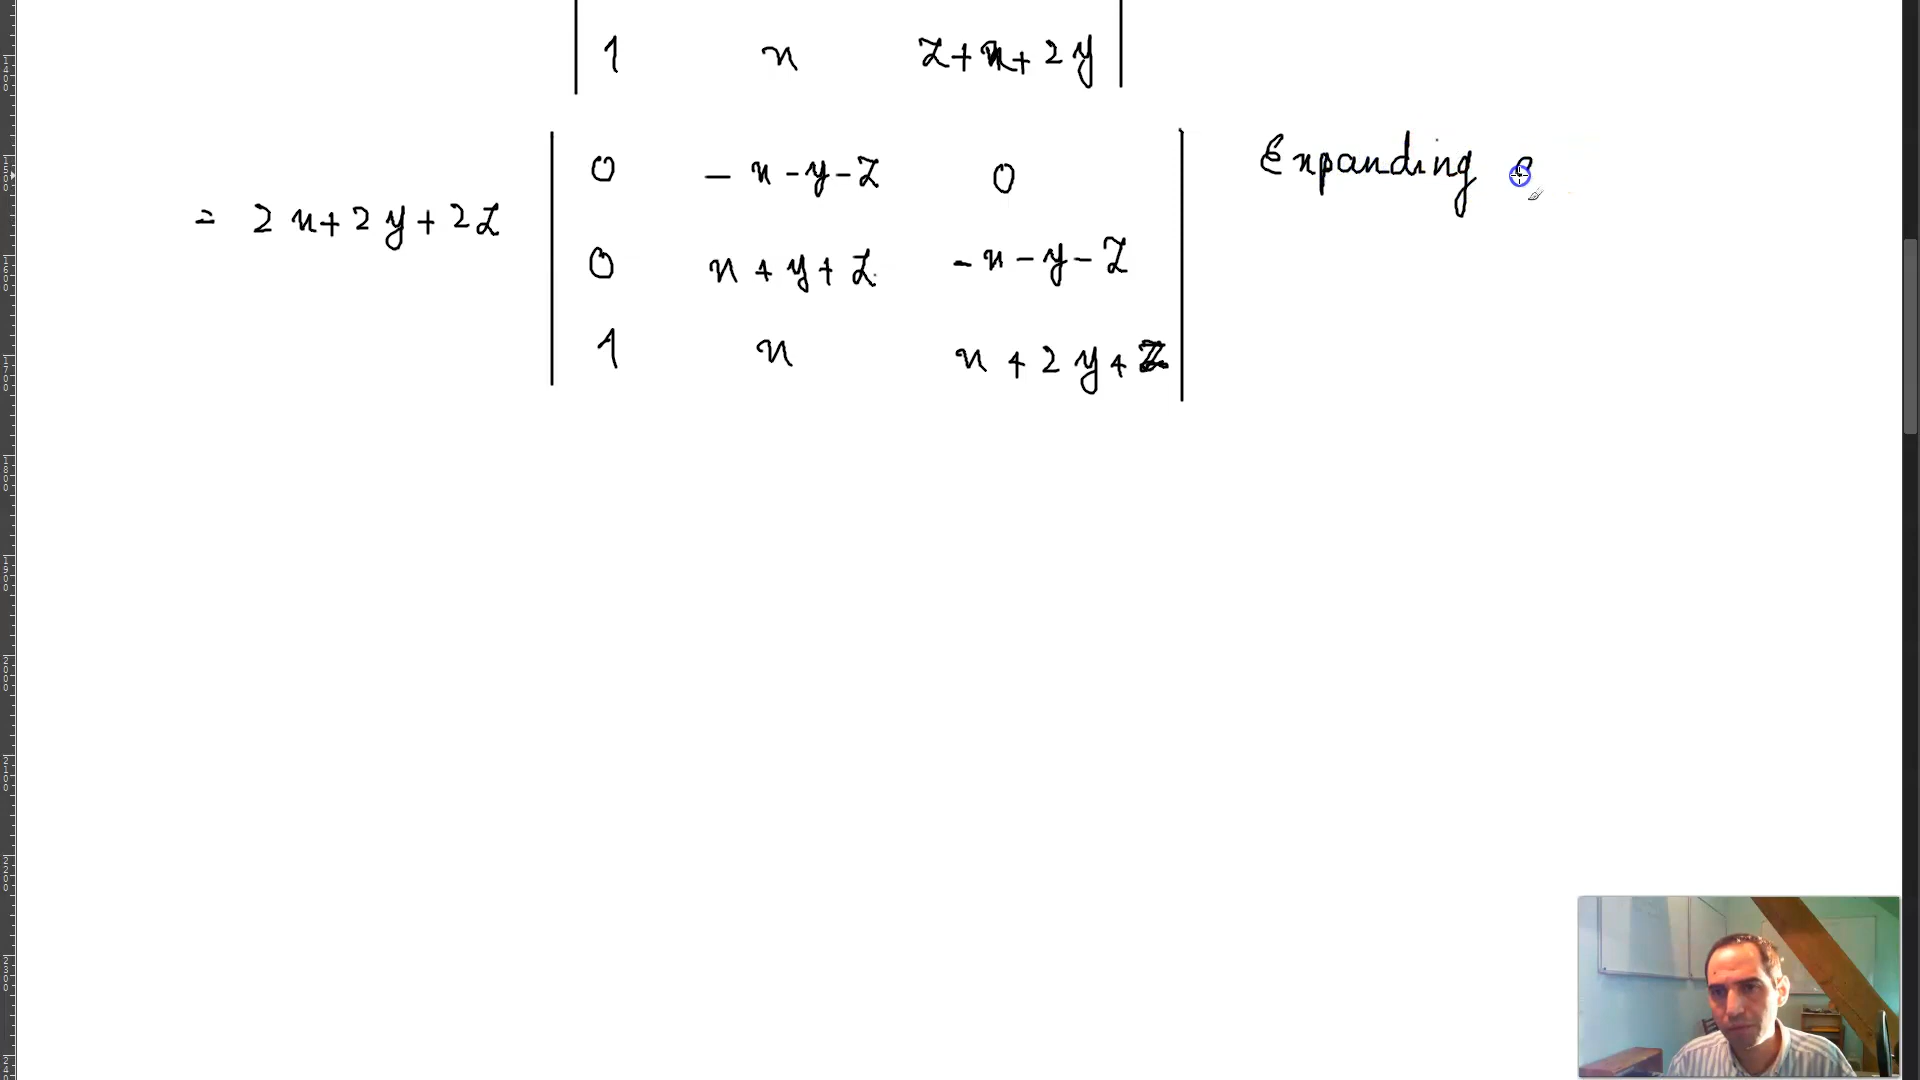 1 x z+x+2y
0 -x-y-z 0 Expanding a
= 2x+2y+2z
0 x+y+z -x-y-z
1 x x+2y+z